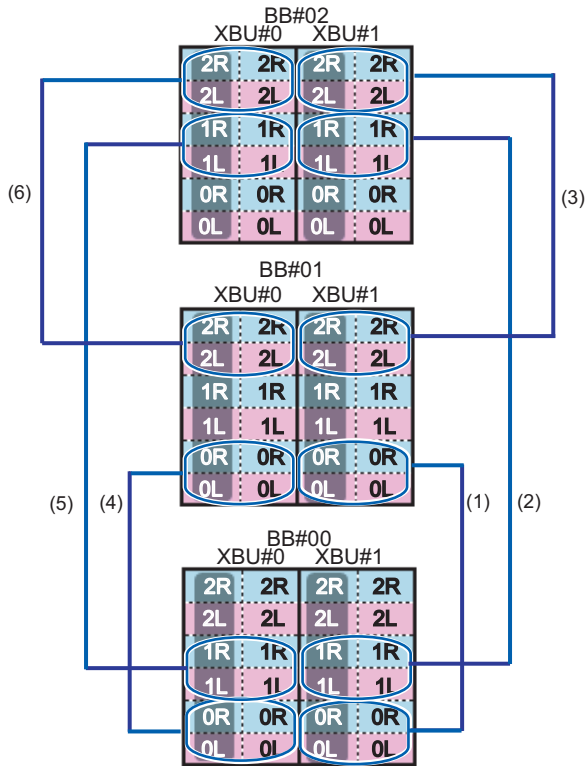 BB#02
XBU#0 XBU#1
2R 2R 2R 2R
2L 2L 2L 2L
1R 1R 1R 1R
1L 1L 1L 1L
(6) 0R 0R 0R 0R (3)
0L 0L 0L 0L
BB#01
XBU#0 XBU#1
2R 2R 2R 2R
2L 2L 2L 2L
1R 1R 1R 1R
1L 1L 1L 1L
0R 0R 0R 0R
0L 0L 0L 0L
(5) (4) (1) (2)
BB#00
XBU#0 XBU#1
2R 2R 2R 2R
2L 2L 2L 2L
1R 1R 1R 1R
1L 1L 1L 1L
0R 0R 0R 0R
0L 0L 0L 0L